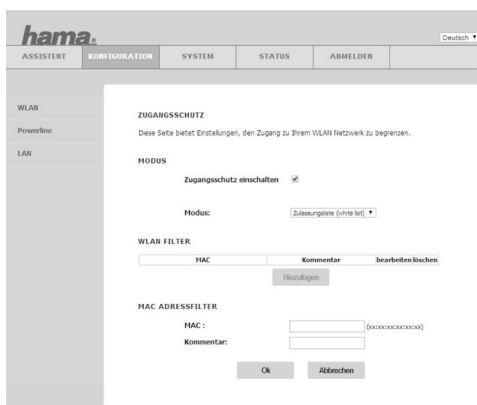 hama.
Deutsch
ASSISTENT KONFIGURATION SYSTEM STATUS ABMELDEN
WLAN
Powerline
LAN
ZUGANGSSCHUTZ
Diese Seite bietet Einstellungen, den Zugang zu Ihrem WLAN Netzwerk zu begrenzen.
MODUS
Zugangsschutz einschalten
Modus: Zulassungsliste (white list)
WLAN FILTER
MAC Kommentar bearbeiten löschen
Hinzufügen
MAC ADRESSFILTER
MAC : (xx:xx:xx:xx:xx:xx)
Kommentar:
Ok Abbrechen